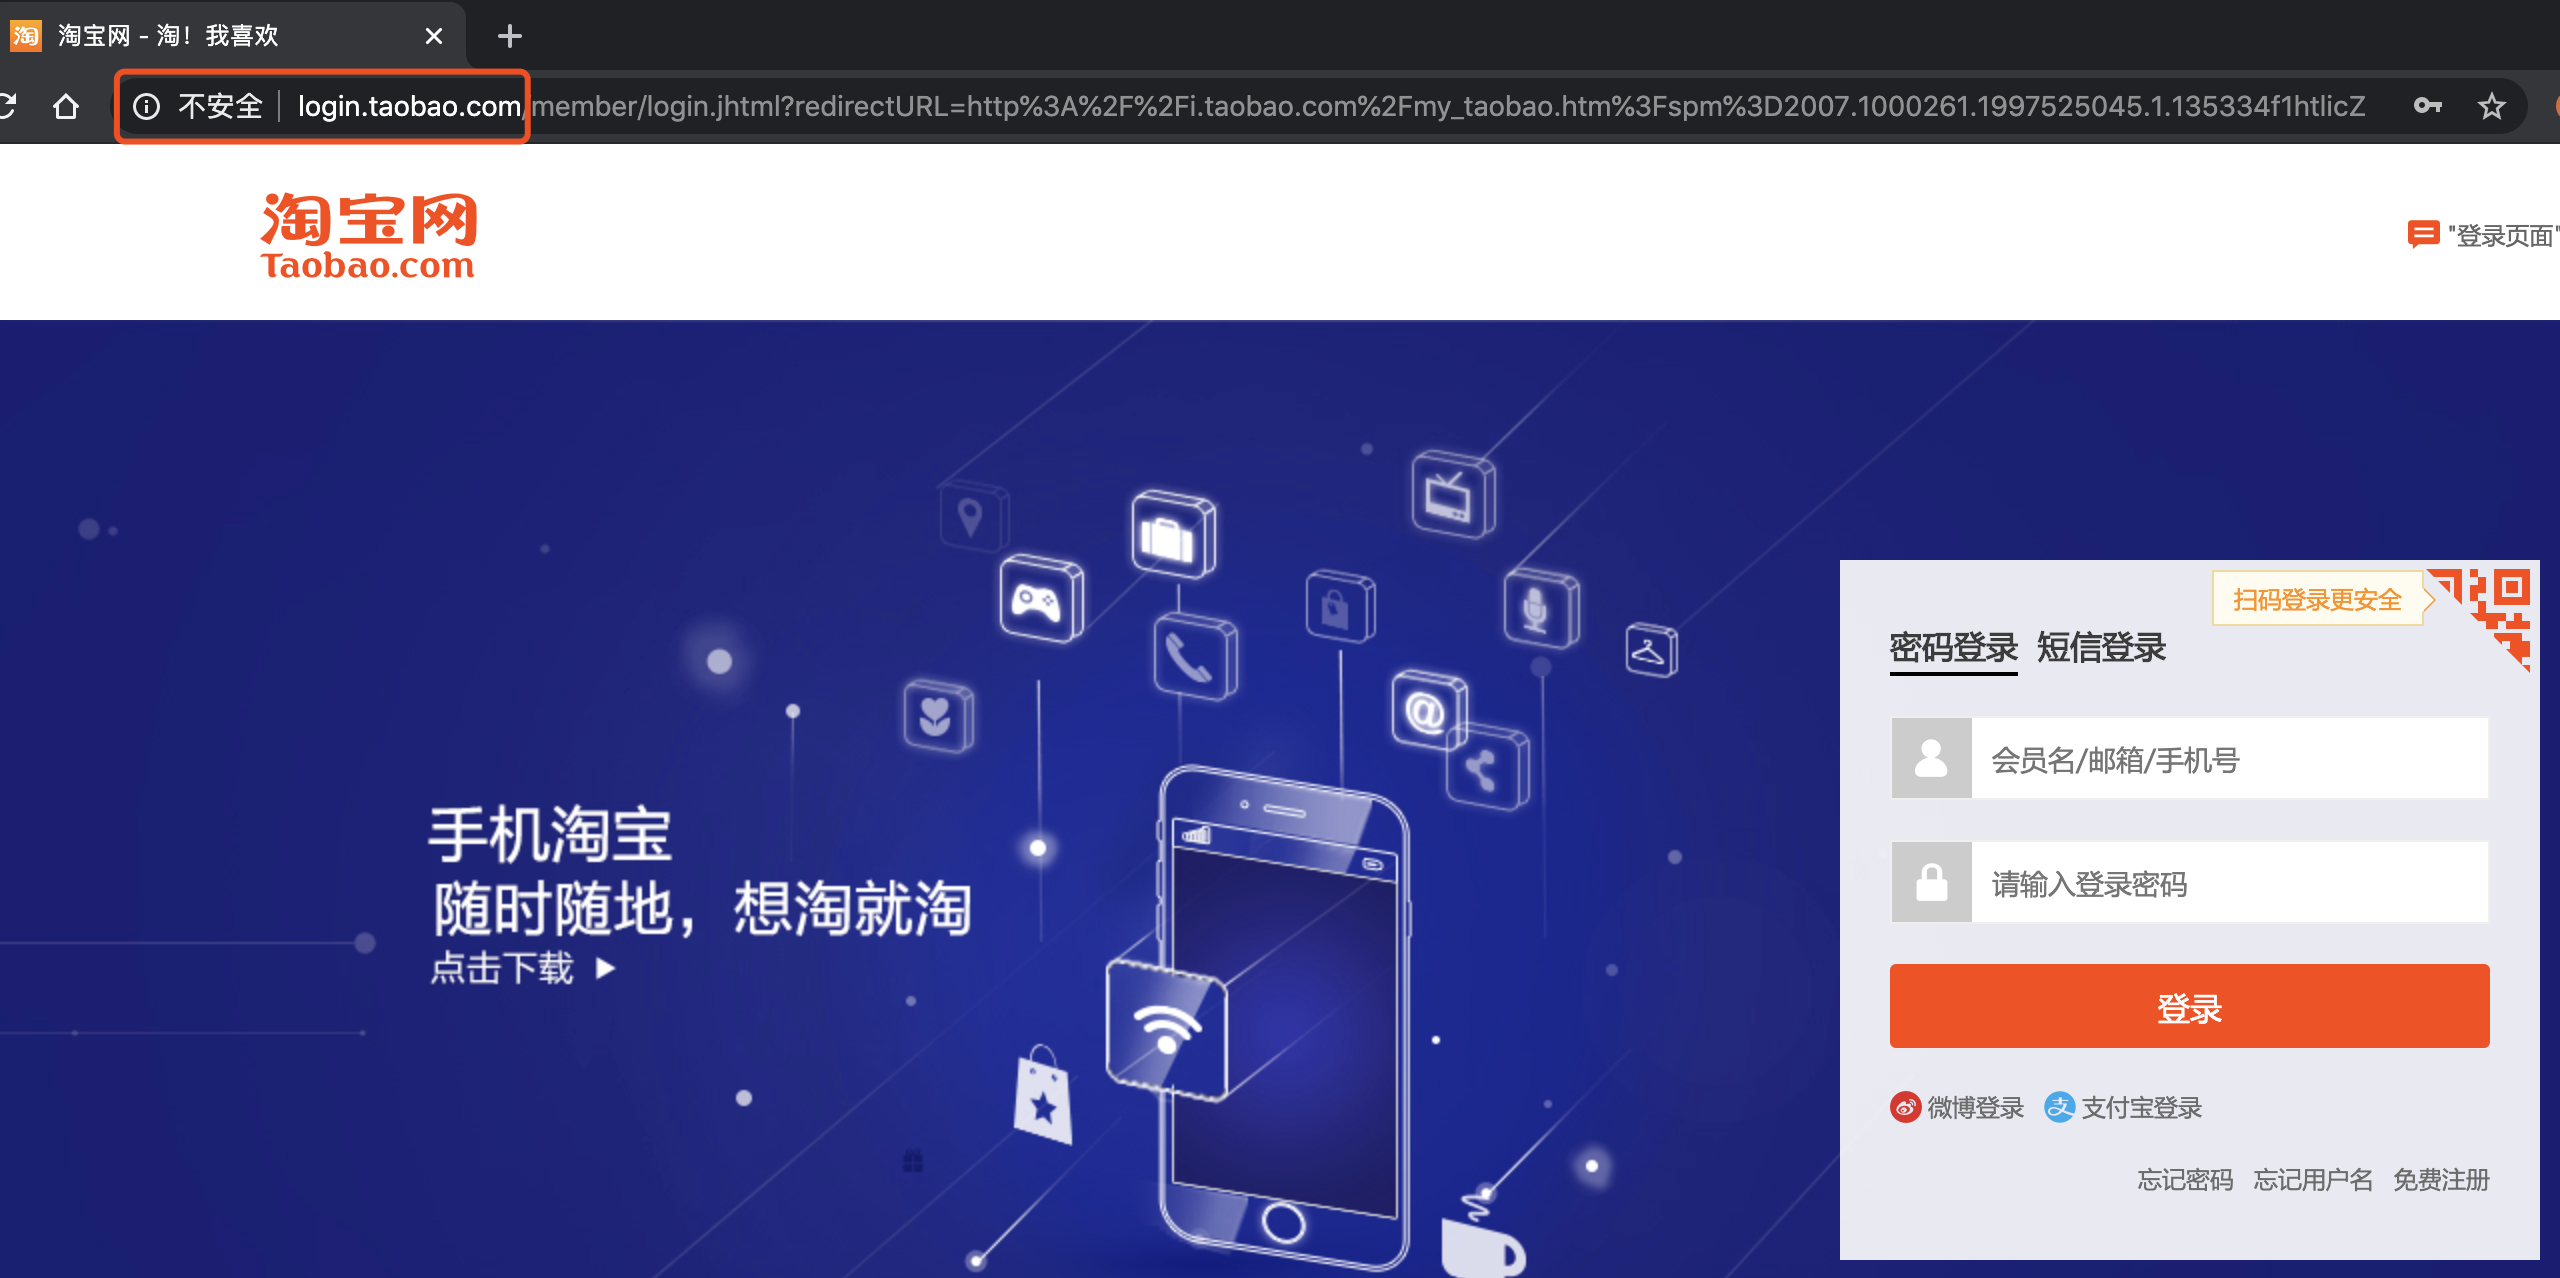 淘 淘宝网 - 淘！我喜欢
不安全 login.taobao.com/member/login.jhtml?redirectURL=http%3A%2F%2Fi.taobao.com%2Fmy_taobao.htm%3Fspm%3D2007.1000261.1997525045.1.135334f1htlicZ
淘宝网
Taobao.com
"登录页面"
扫码登录更安全
密码登录 短信登录
会员名/邮箱/手机号
请输入登录密码
登录
微博登录 支 支付宝登录
忘记密码 忘记用户名 免费注册
手机淘宝
随时随地，想淘就淘
点击下载
@